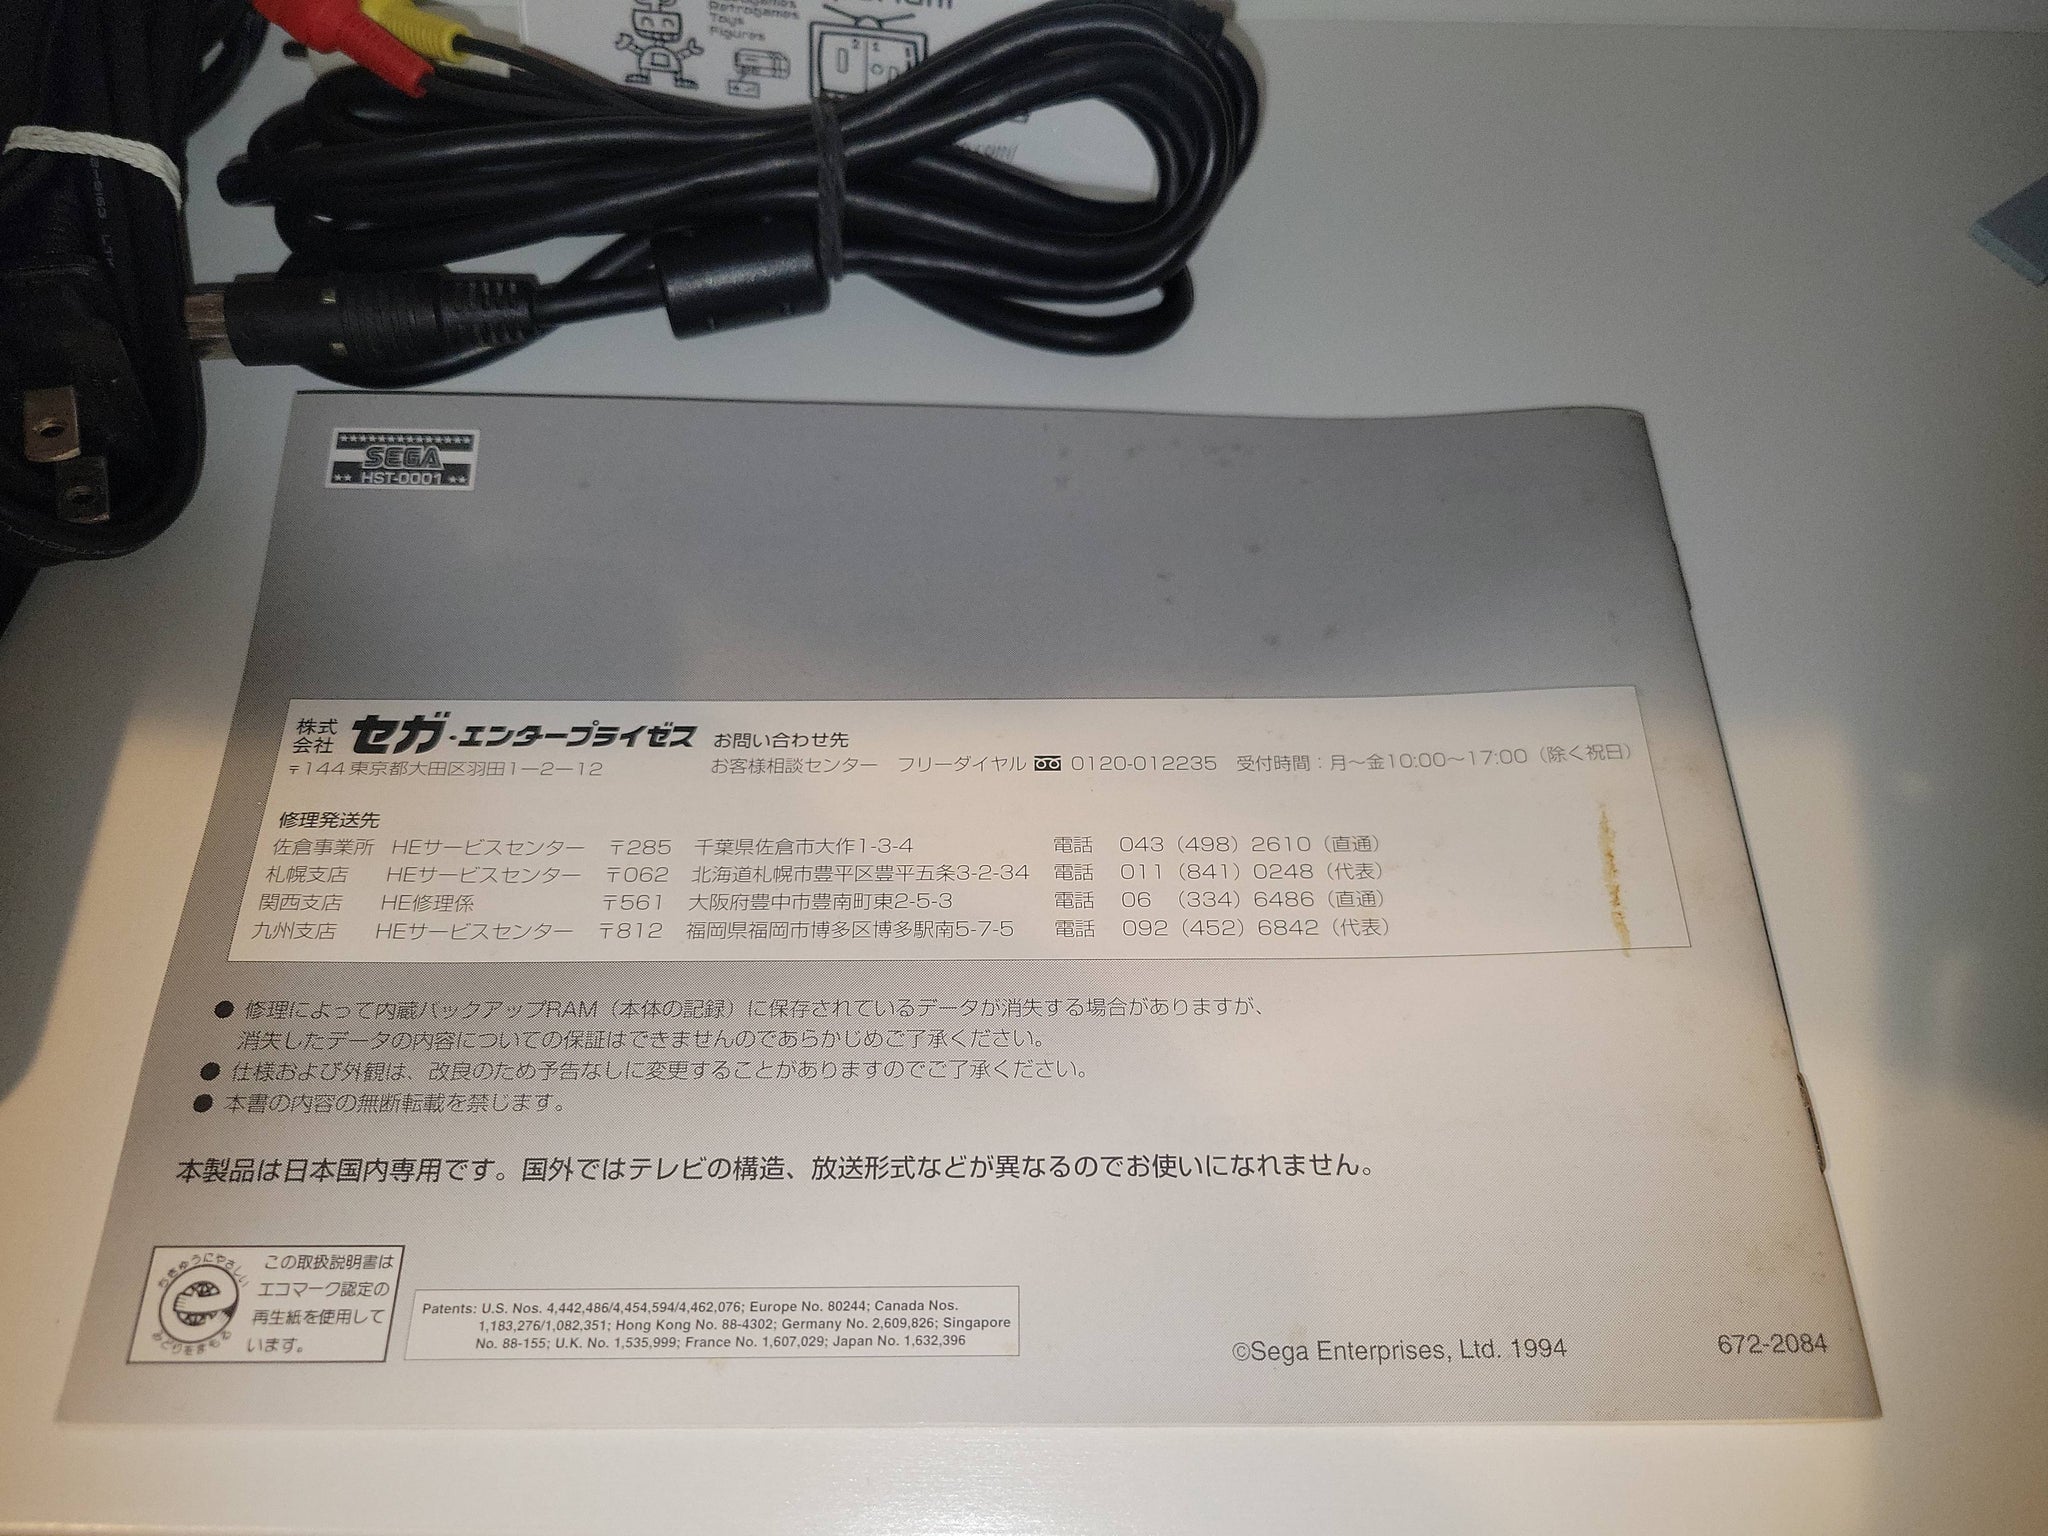 Retrogames
Toys
Figures
2 1
SEGA
HST-0001
株式会社 セガ・エンタープライゼス お問い合わせ先
〒144 東京都大田区羽田1－2－12 お客様相談センター フリーダイヤル 0120-012235 受付時間：月～金10:00～17:00（除く祝日）
修理発送先
佐倉事業所 HEサービスセンター 〒285 千葉県佐倉市大作1-3-4 電話 043（498）2610（直通）
札幌支店 HEサービスセンター 〒062 北海道札幌市豊平区豊平五条3-2-34 電話 011（841）0248（代表）
関西支店 HE修理係 〒561 大阪府豊中市豊南町東2-5-3 電話 06（334）6486（直通）
九州支店 HEサービスセンター 〒812 福岡県福岡市博多区博多駅南5-7-5 電話 092（452）6842（代表）
● 修理によって内蔵バックアップRAM（本体の記録）に保存されているデータが消失する場合がありますが、
消失したデータの内容についての保証はできませんのであらかじめご了承ください。
● 仕様および外観は、改良のため予告なしに変更することがありますのでご了承ください。
● 本書の内容の無断転載を禁じます。
本製品は日本国内専用です。国外ではテレビの構造、放送形式などが異なるのでお使いになれません。
ちきゅうにやさしい
みどりをまもる
この取扱説明書は
エコマーク認定の
再生紙を使用して
います。
Patents: U.S. Nos. 4,442,486/4,454,594/4,462,076; Europe No. 80244; Canada Nos.
1,183,276/1,082,351; Hong Kong No. 88-4302; Germany No. 2,609,826; Singapore
No. 88-155; U.K. No. 1,535,999; France No. 1,607,029; Japan No. 1,632,396
©Sega Enterprises, Ltd. 1994
672-2084